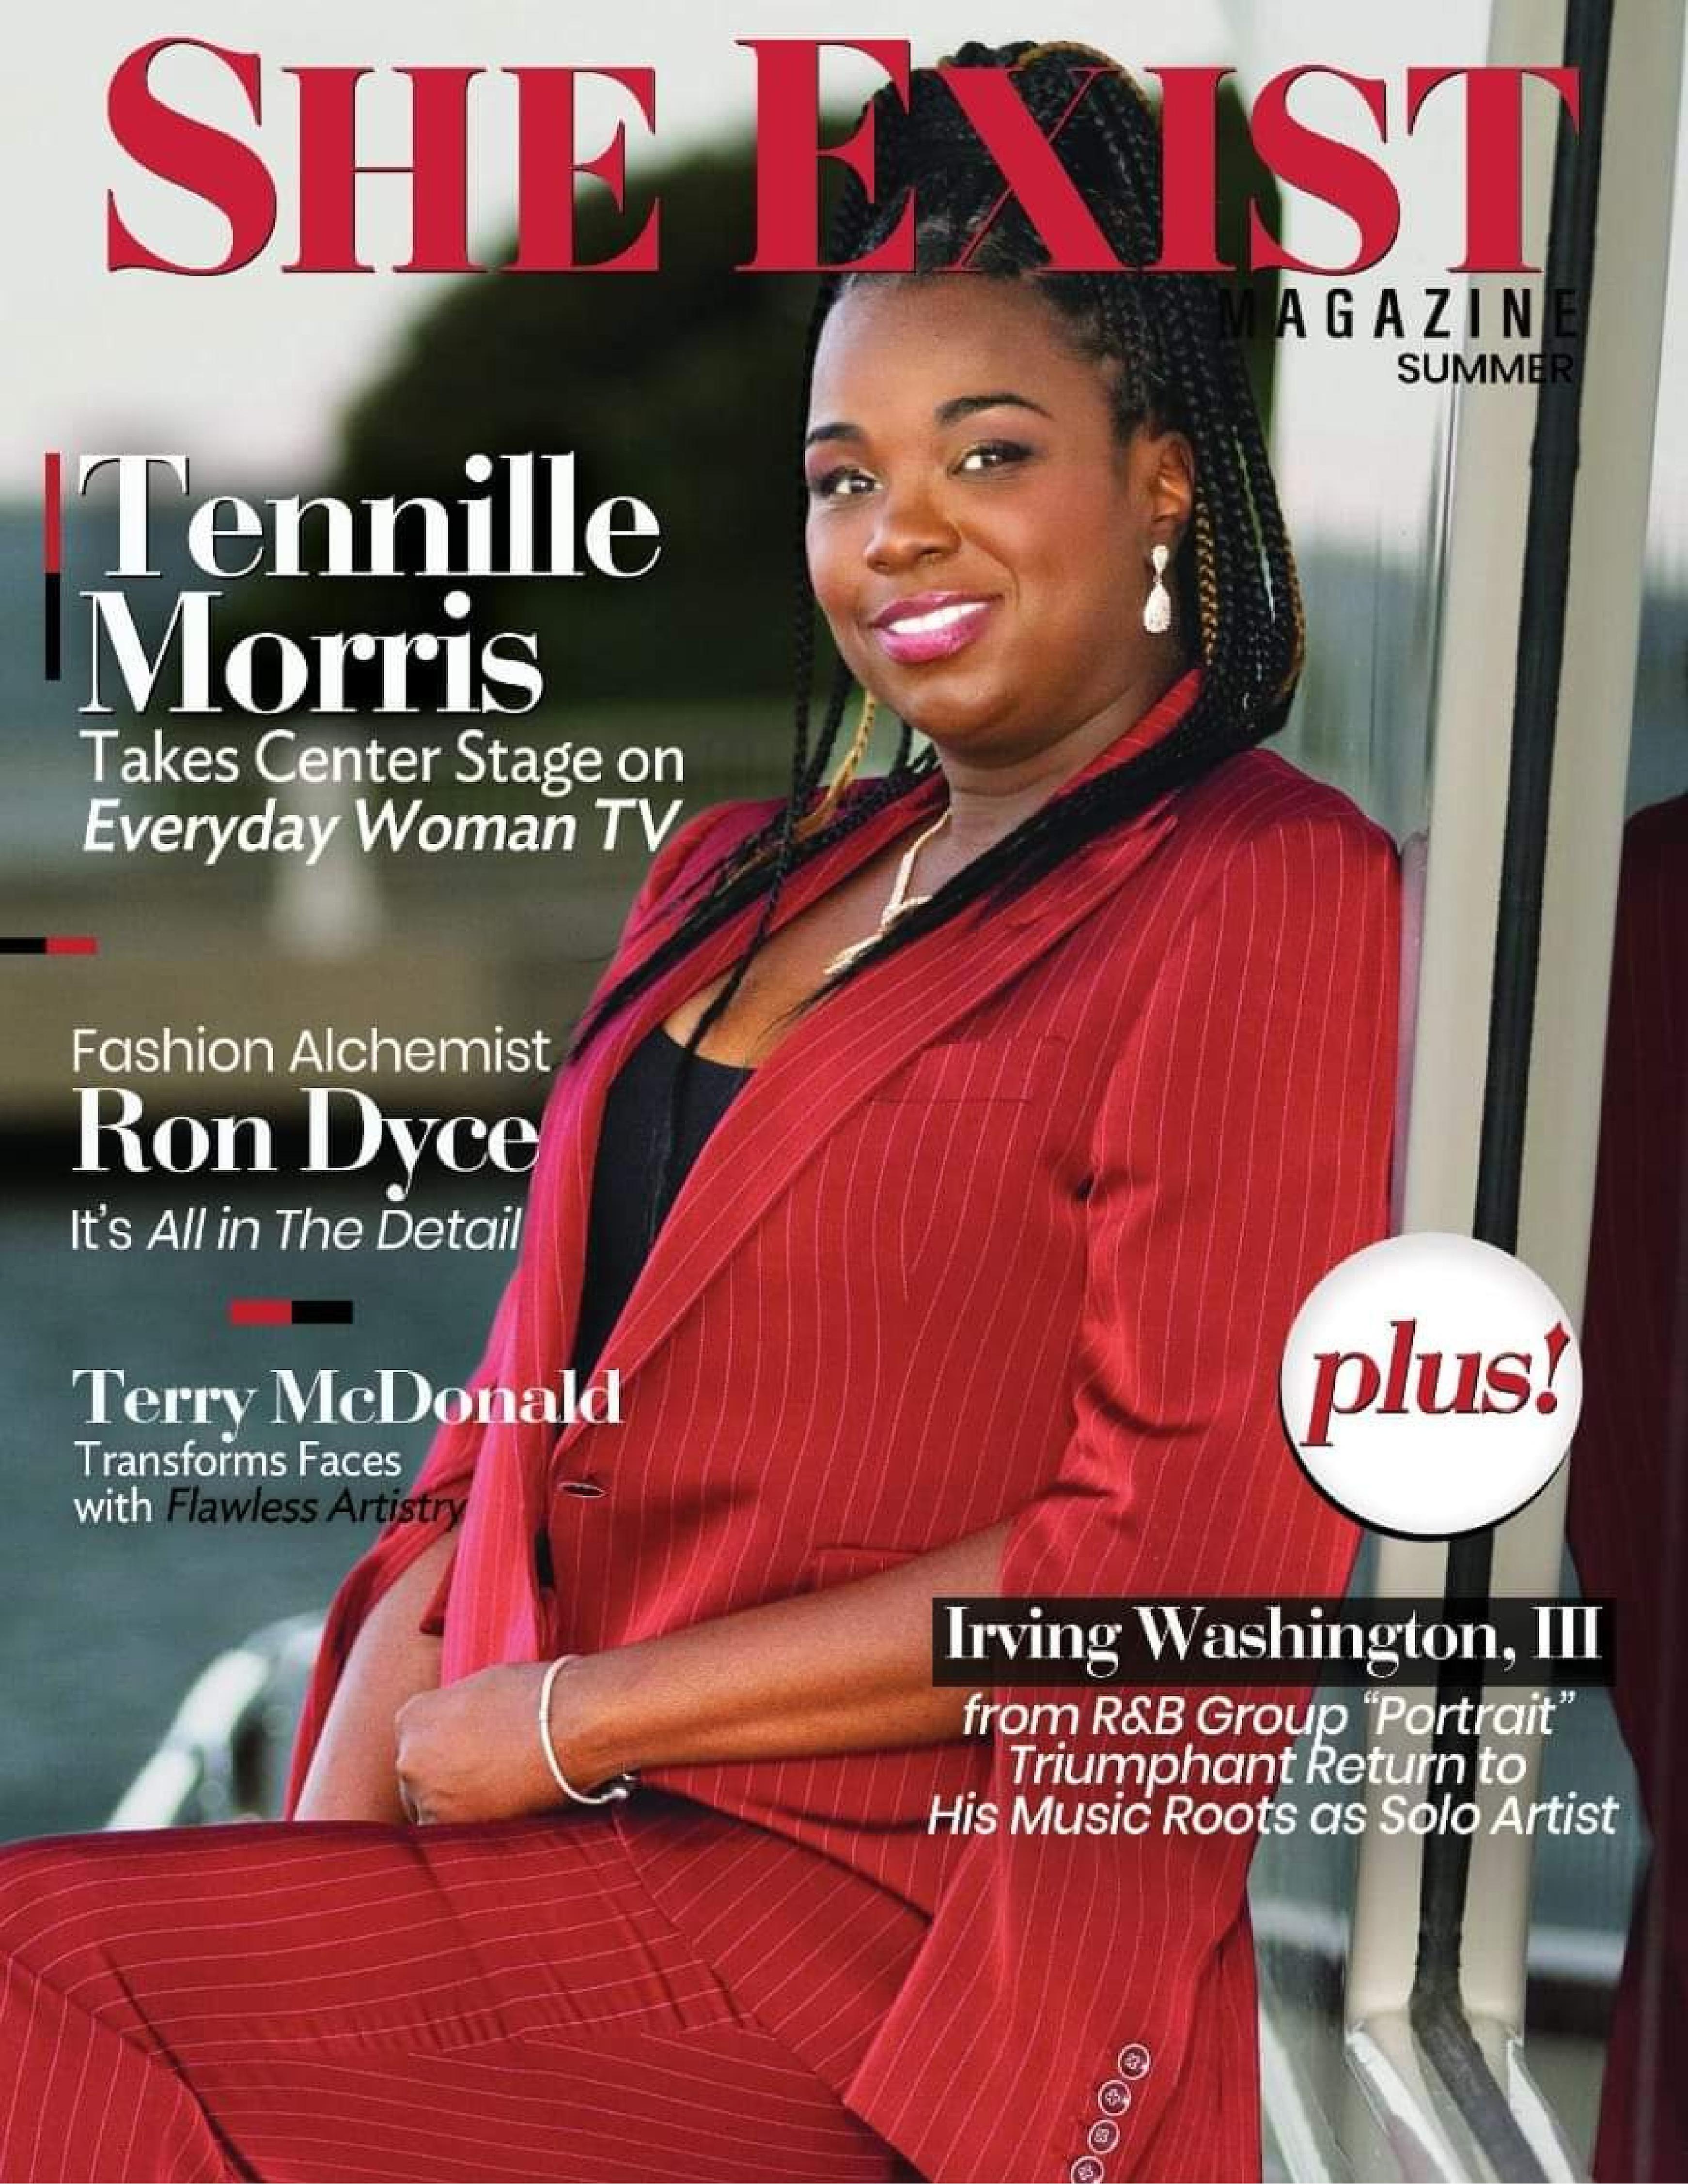 SHE EXIST
MAGAZINE
SUMMER
Tennille
Morris
Takes Center Stage on
Everyday Woman TV
Fashion Alchemist
Ron Dyce
It's All in The Detail
Terry McDonald
Transforms Faces
with Flawless Artistry
plus!
Irving Washington, III
from R&B Group “Portrait”
Triumphant Return to
His Music Roots as Solo Artist